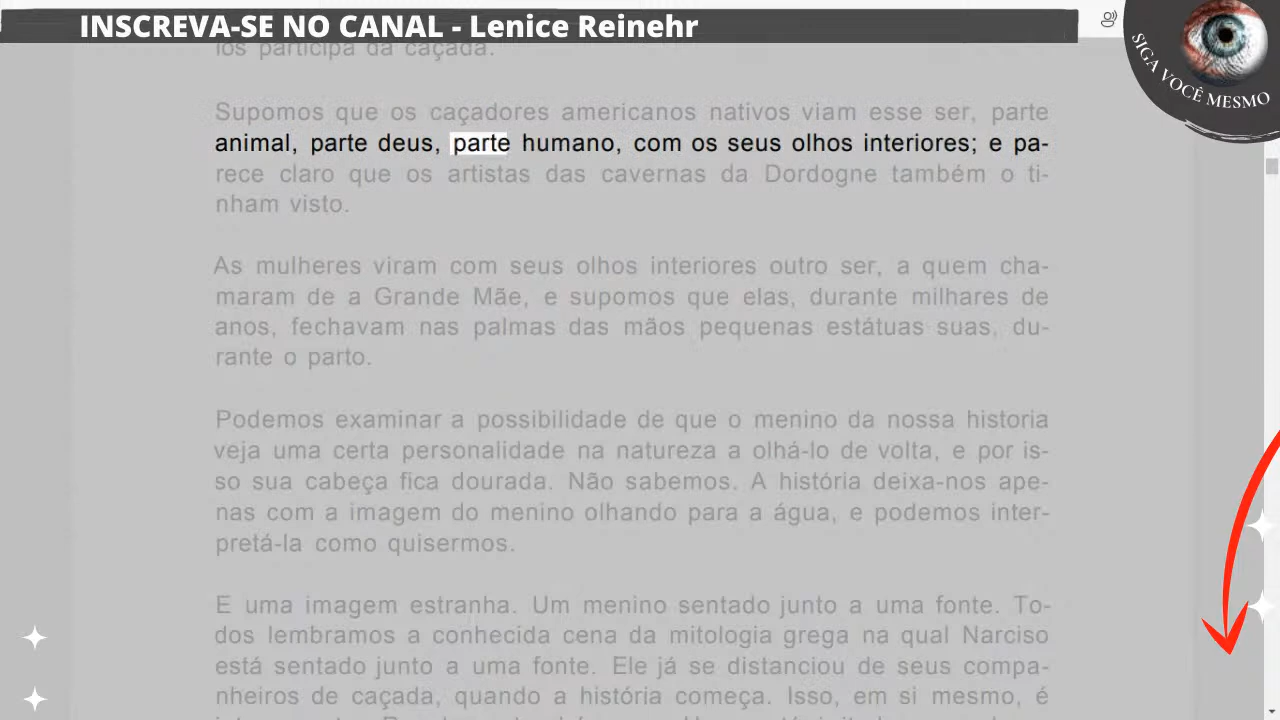 INSCREVA-SE NO CANAL - Lenice Reinehr
SIGA VOCÊ MESMO
los participa da caçada.
Supomos que os caçadores americanos nativos viam esse ser, parte
animal, parte deus, parte humano, com os seus olhos interiores; e pa-
rece claro que os artistas das cavernas da Dordogne também o ti-
nham visto.
As mulheres viram com seus olhos interiores outro ser, a quem cha-
maram de a Grande Mãe, e supomos que elas, durante milhares de
anos, fechavam nas palmas das mãos pequenas estátuas suas, du-
rante o parto.
Podemos examinar a possibilidade de que o menino da nossa historia
veja uma certa personalidade na natureza a olhá-lo de volta, e por is-
so sua cabeça fica dourada. Não sabemos. A história deixa-nos ape-
nas com a imagem do menino olhando para a água, e podemos inter-
pretá-la como quisermos.
E uma imagem estranha. Um menino sentado junto a uma fonte. To-
dos lembramos a conhecida cena da mitologia grega na qual Narciso
está sentado junto a uma fonte. Ele já se distanciou de seus compa-
nheiros de caçada, quando a história começa. Isso, em si mesmo, é